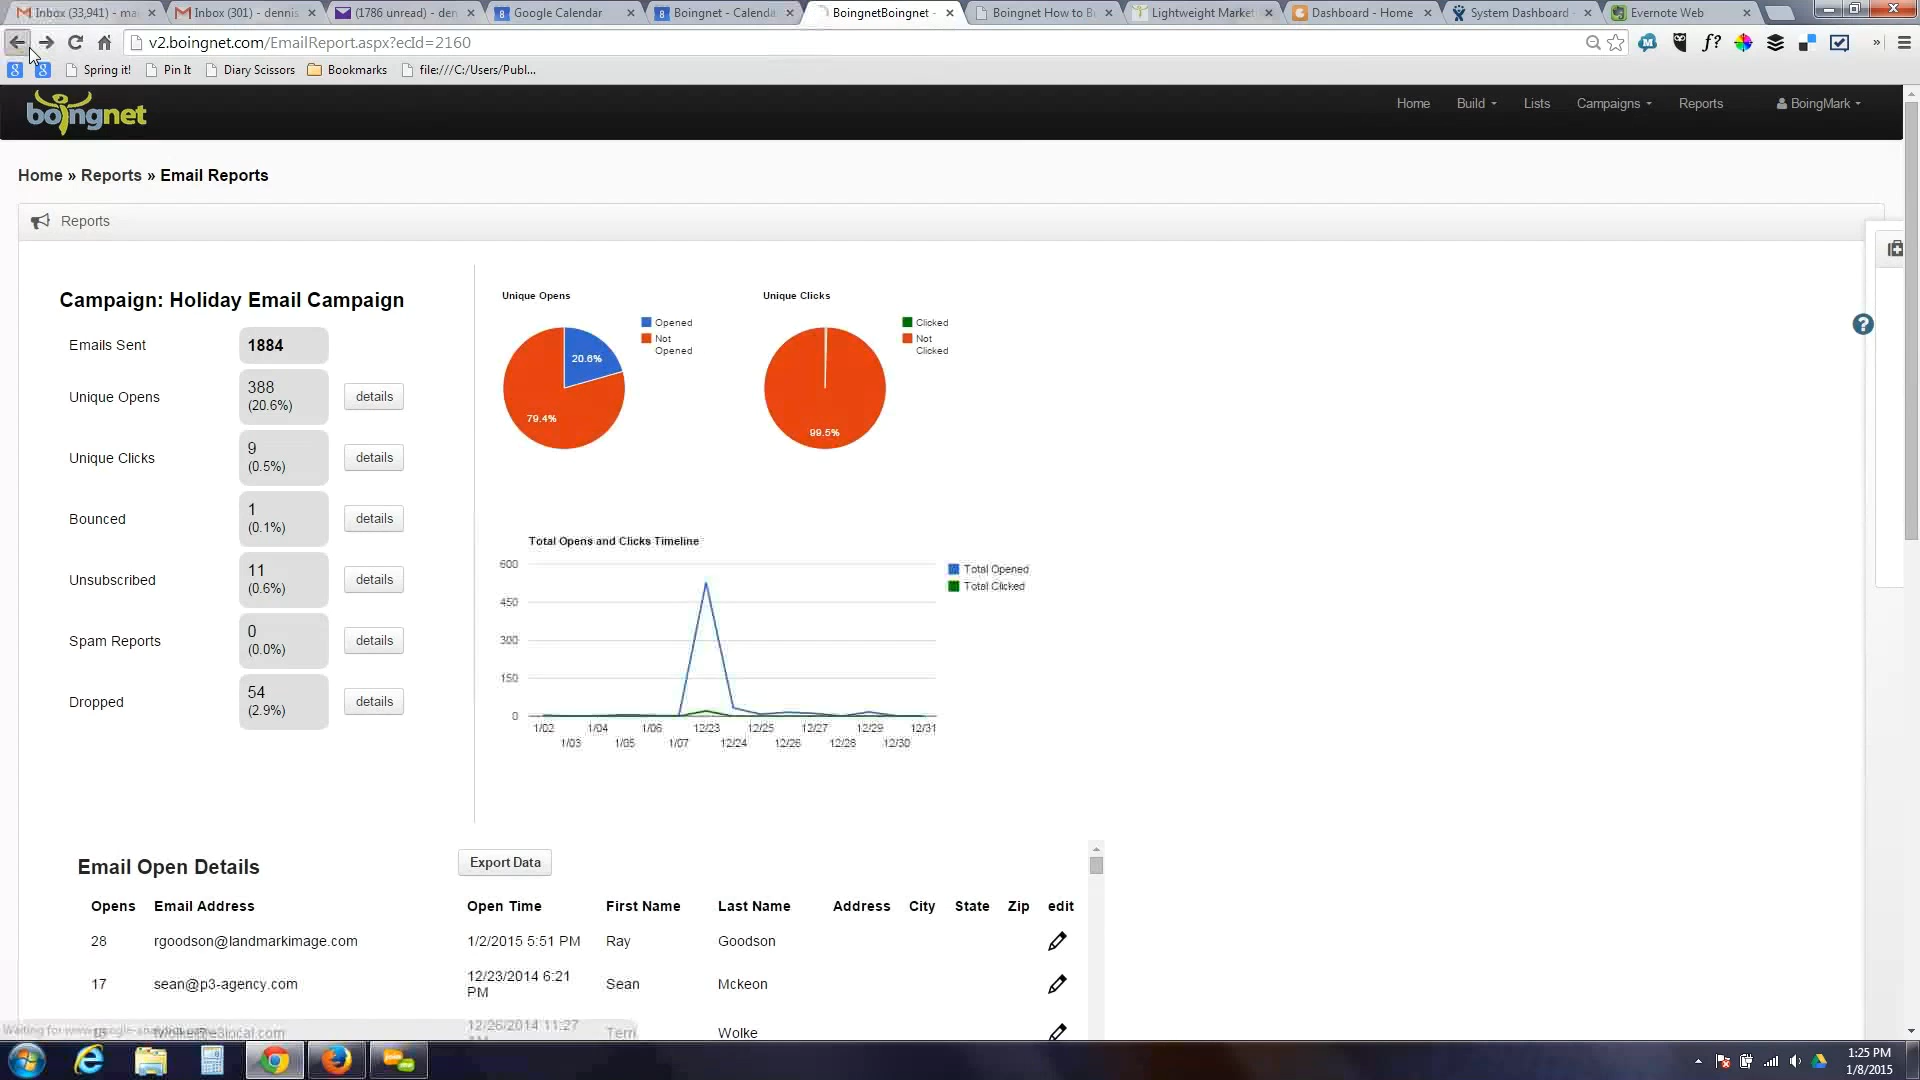 Inbox (33,941) - ma
Inbox (301) - dennis
(1786 unread) - den
Google Calendar
Boingnet - Calenda
BoingnetBoingnet -
Boingnet How to B
Lightweight Market
Dashboard - Home
System Dashboard -
Evernote Web
v2.boingnet.com/EmailReport.aspx?ecId=2160
Spring it!
Pin It
Diary Scissors
Bookmarks
file:///C:/Users/Publ...
boingnet
Home
Build
Lists
Campaigns
Reports
BoingMark
Home » Reports » Email Reports
Reports
Campaign: Holiday Email Campaign
Emails Sent 1884
Unique Opens 388 (20.6%) details
Unique Clicks 9 (0.5%) details
Bounced 1 (0.1%) details
Unsubscribed 11 (0.6%) details
Spam Reports 0 (0.0%) details
Dropped 54 (2.9%) details
Unique Opens
Opened
Not
Opened
20.6%
79.4%
Unique Clicks
Clicked
Not
Clicked
99.5%
Total Opens and Clicks Timeline
600
450
300
150
0
Total Opened
Total Clicked
1/02 1/04 1/06 12/23 12/25 12/27 12/29 12/31
1/03 1/05 1/07 12/24 12/26 12/28 12/30
Email Open Details
Export Data
Opens Email Address Open Time First Name Last Name Address City State Zip edit
28 rgoodson@landmarkimage.com 1/2/2015 5:51 PM Ray Goodson
17 sean@p3-agency.com 12/23/2014 6:21 PM Sean Mckeon
12/26/2014 11:27 Terri Wolke
1:25 PM
1/8/2015